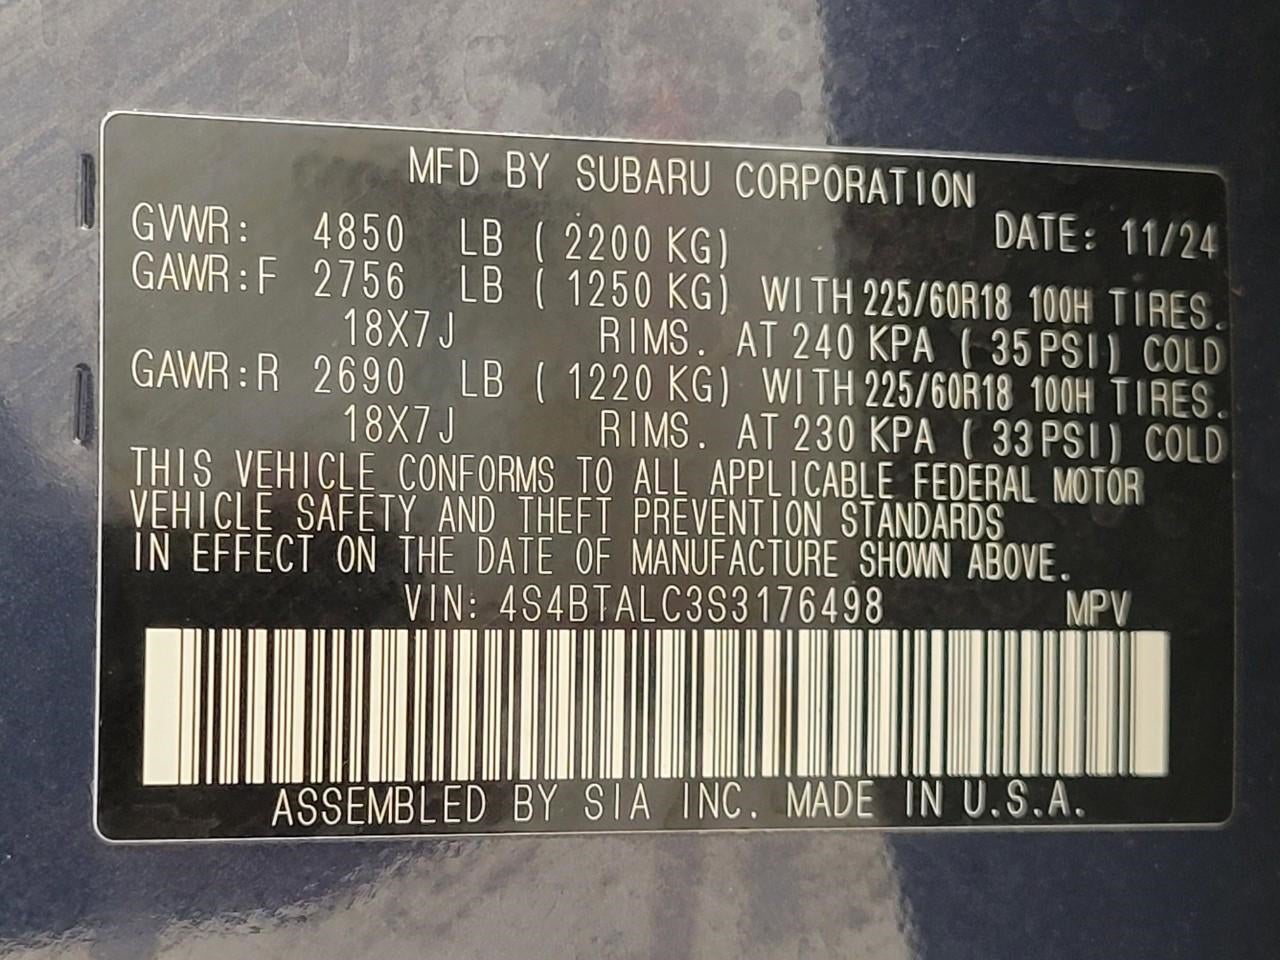 MFD BY SUBARU CORPORATION
GVWR: 4850 LB ( 2200 KG) DATE: 11/24
GAWR:F 2756 LB ( 1250 KG) WITH 225/60R18 100H TIRES.
18X7J RIMS. AT 240 KPA ( 35 PSI) COLD
GAWR:R 2690 LB ( 1220 KG) WITH 225/60R18 100H TIRES.
18X7J RIMS. AT 230 KPA ( 33 PSI) COLD
THIS VEHICLE CONFORMS TO ALL APPLICABLE FEDERAL MOTOR
VEHICLE SAFETY AND THEFT PREVENTION STANDARDS
IN EFFECT ON THE DATE OF MANUFACTURE SHOWN ABOVE.
VIN: 4S4BTALC3S3176498 MPV
ASSEMBLED BY SIA INC. MADE IN U.S.A.